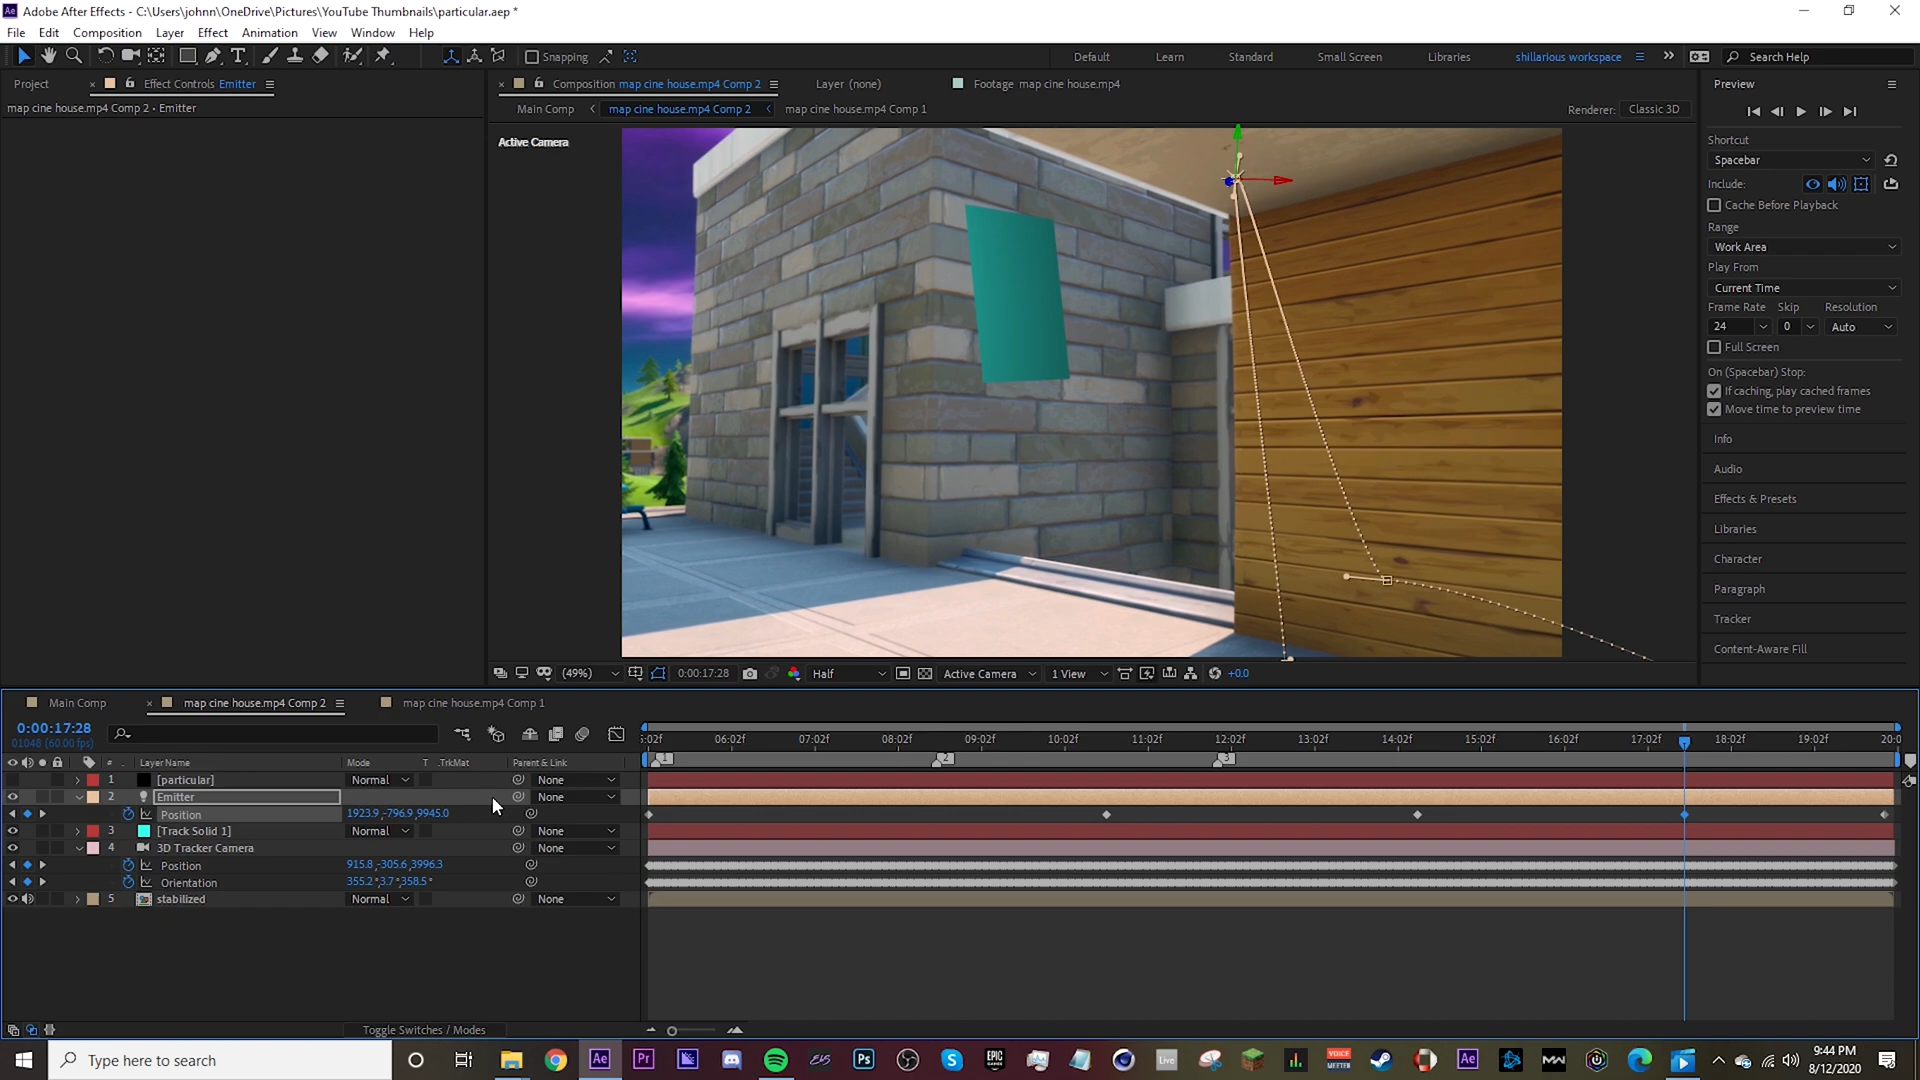 Adobe After Effects - C:\Users\johnn\OneDrive\Pictures\YouTube Thumbnails\particular.aep *
File Edit Composition Layer Effect Animation View Window Help
Snapping
Default Learn Standard Small Screen Libraries shillarious workspace Search Help
Project Effect Controls Emitter
map cine house.mp4 Comp 2 • Emitter
Composition map cine house.mp4 Comp 2 Layer (none) Footage map cine house.mp4
Main Comp map cine house.mp4 Comp 2 map cine house.mp4 Comp 1 Renderer: Classic 3D
Active Camera
Preview
Shortcut
Spacebar
Include:
Cache Before Playback
Range
Work Area
Play From
Current Time
Frame Rate Skip Resolution
24 0 Auto
Full Screen
On (Spacebar) Stop:
If caching, play cached frames
Move time to preview time
Info
Audio
Effects & Presets
Libraries
Character
Paragraph
Tracker
Content-Aware Fill
(49%) 0:00:17:28 Half Active Camera 1 View +0.0
Main Comp map cine house.mp4 Comp 2 map cine house.mp4 Comp 1
0:00:17:28
01048 (60.00 fps)
5:02f 06:02f 07:02f 08:02f 09:02f 10:02f 11:02f 12:02f 13:02f 14:02f 15:02f 16:02f 17:02f 18:02f 19:02f 20:0
1 2 3
# Layer Name Mode T .TrkMat Parent & Link
1 [particular] Normal None
2 Emitter None
Position 1923.9,-796.9,9945.0
3 [Track Solid 1] Normal None
4 3D Tracker Camera None
Position 915.8,-305.6,3996.3
Orientation 355.2°,3.7°,358.5°
5 stabilized Normal None
Toggle Switches / Modes
Type here to search
9:44 PM
8/12/2020